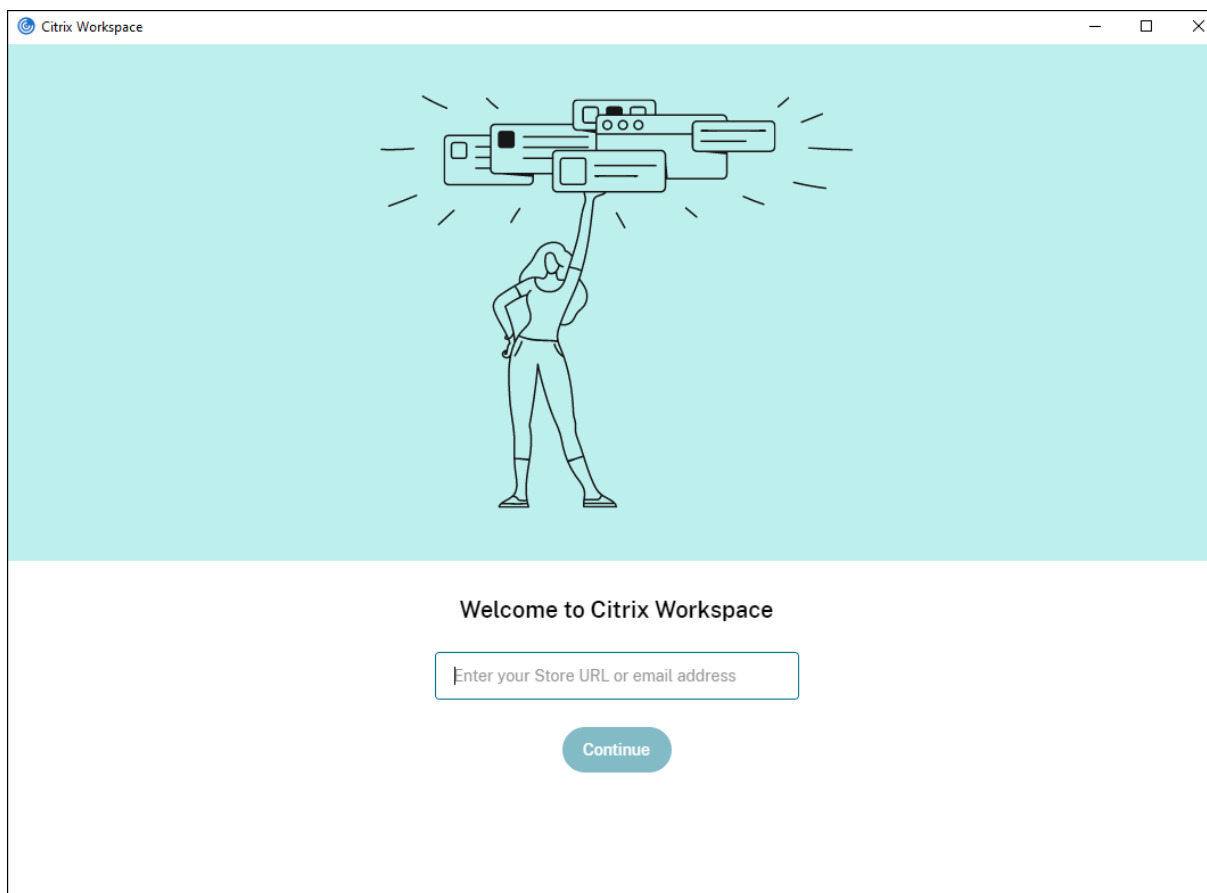 Citrix Workspace
Welcome to Citrix Workspace
Enter your Store URL or email address
Continue